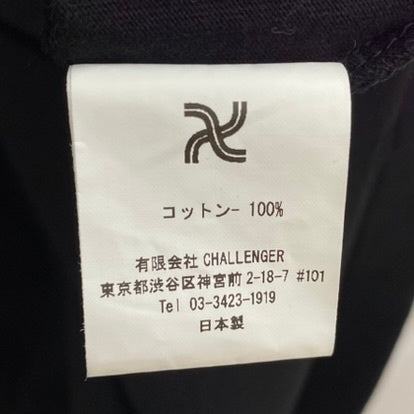 コットン- 100%
有限会社 CHALLENGER
東京都渋谷区神宮前 2-18-7 #101
Tel 03-3423-1919
日本製